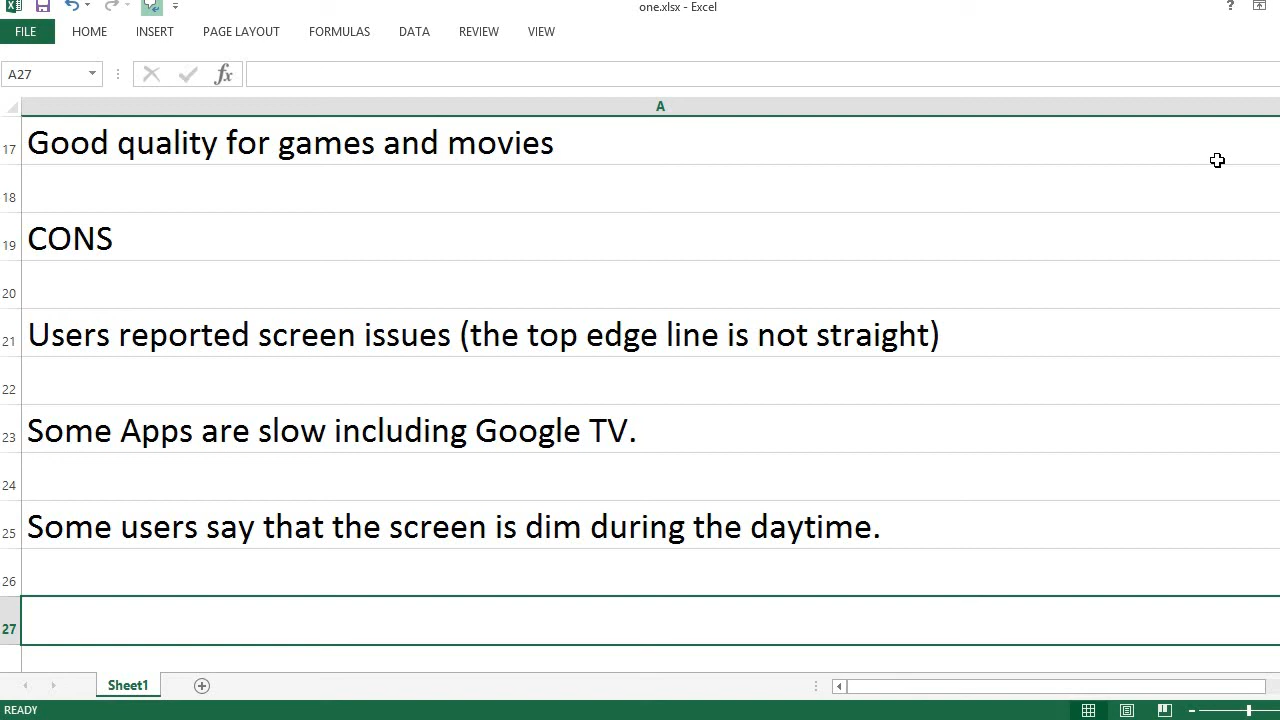 one.xlsx - Excel
?
FILE HOME INSERT PAGE LAYOUT FORMULAS DATA REVIEW VIEW
A27 fx
A
17 Good quality for games and movies
18
19 CONS
20
21 Users reported screen issues (the top edge line is not straight)
22
23 Some Apps are slow including Google TV.
24
25 Some users say that the screen is dim during the daytime.
26
27
Sheet1
READY